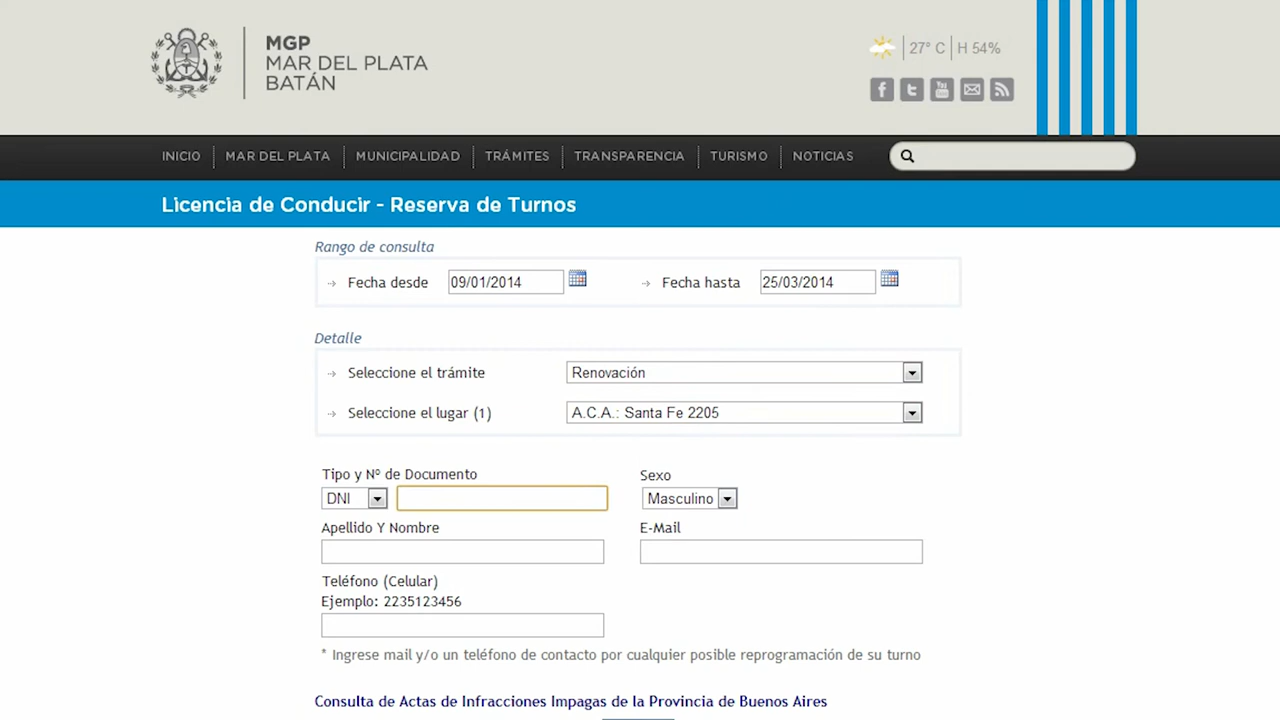 MGP
MAR DEL PLATA
BATÁN
27° C H 54%
INICIO MAR DEL PLATA MUNICIPALIDAD TRÁMITES TRANSPARENCIA TURISMO NOTICIAS
Licencia de Conducir - Reserva de Turnos
Rango de consulta
Fecha desde 09/01/2014 Fecha hasta 25/03/2014
Detalle
Seleccione el trámite Renovación
Seleccione el lugar (1) A.C.A.: Santa Fe 2205
Tipo y Nº de Documento Sexo
DNI Masculino
Apellido Y Nombre E-Mail
Teléfono (Celular)
Ejemplo: 2235123456
* Ingrese mail y/o un teléfono de contacto por cualquier posible reprogramación de su turno
Consulta de Actas de Infracciones Impagas de la Provincia de Buenos Aires